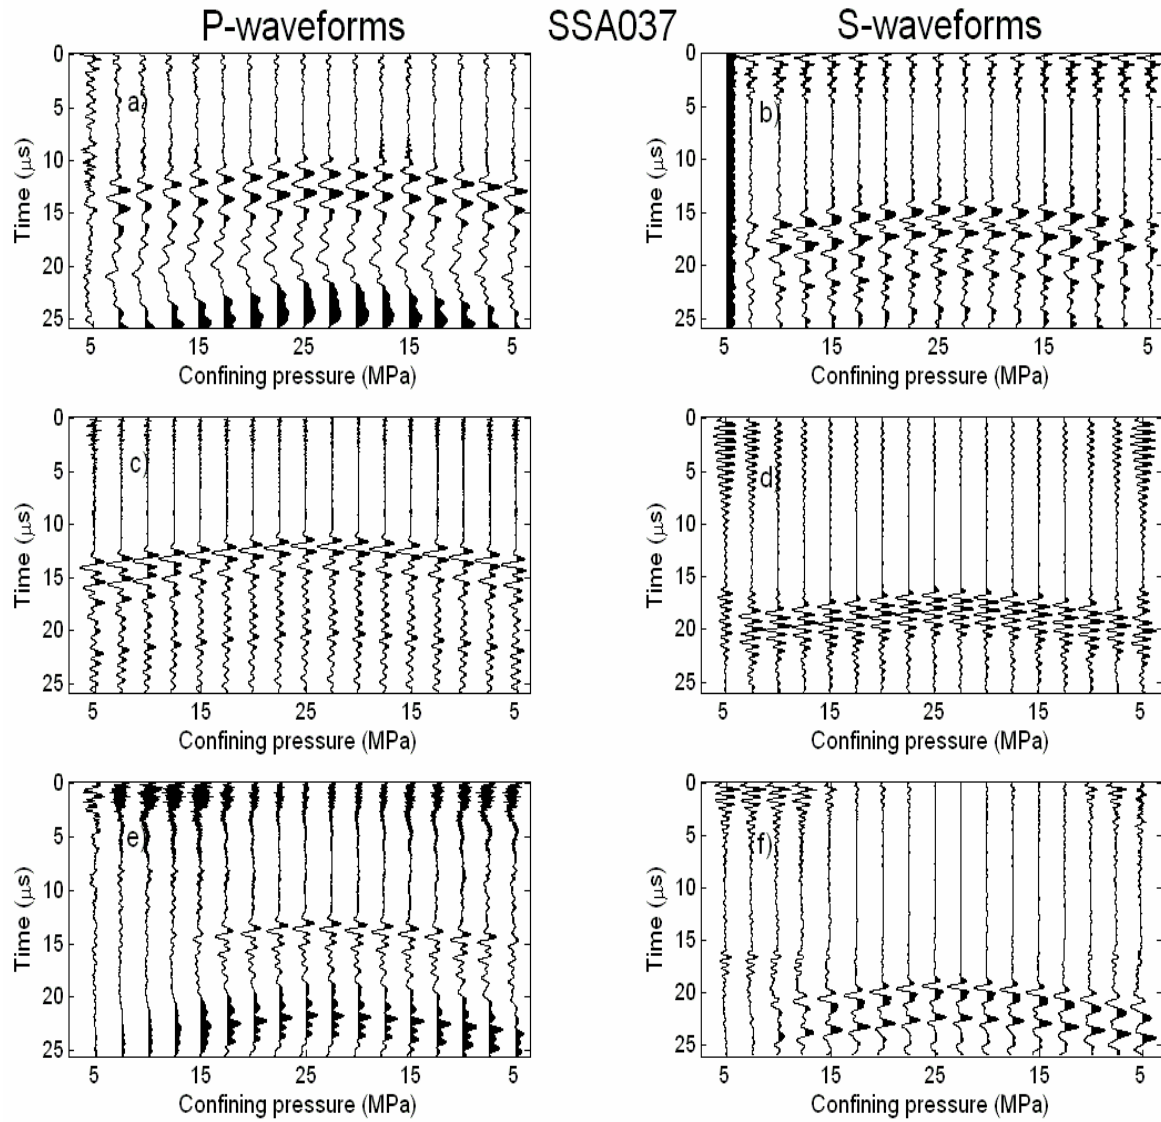 P-waveforms SSA037 S-waveforms
0
5
10
15
20
25
Time (μs)
a)
5 15 25 15 5
Confining pressure (MPa)
0
5
10
15
20
25
Time (μs)
b)
5 15 25 15 5
Confining pressure (MPa)
0
5
10
15
20
25
Time (μs)
c)
5 15 25 15 5
Confining pressure (MPa)
0
5
10
15
20
25
Time (μs)
d)
5 15 25 15 5
Confining pressure (MPa)
0
5
10
15
20
25
Time (μs)
e)
5 15 25 15 5
Confining pressure (MPa)
0
5
10
15
20
25
Time (μs)
f)
5 15 25 15 5
Confining pressure (MPa)